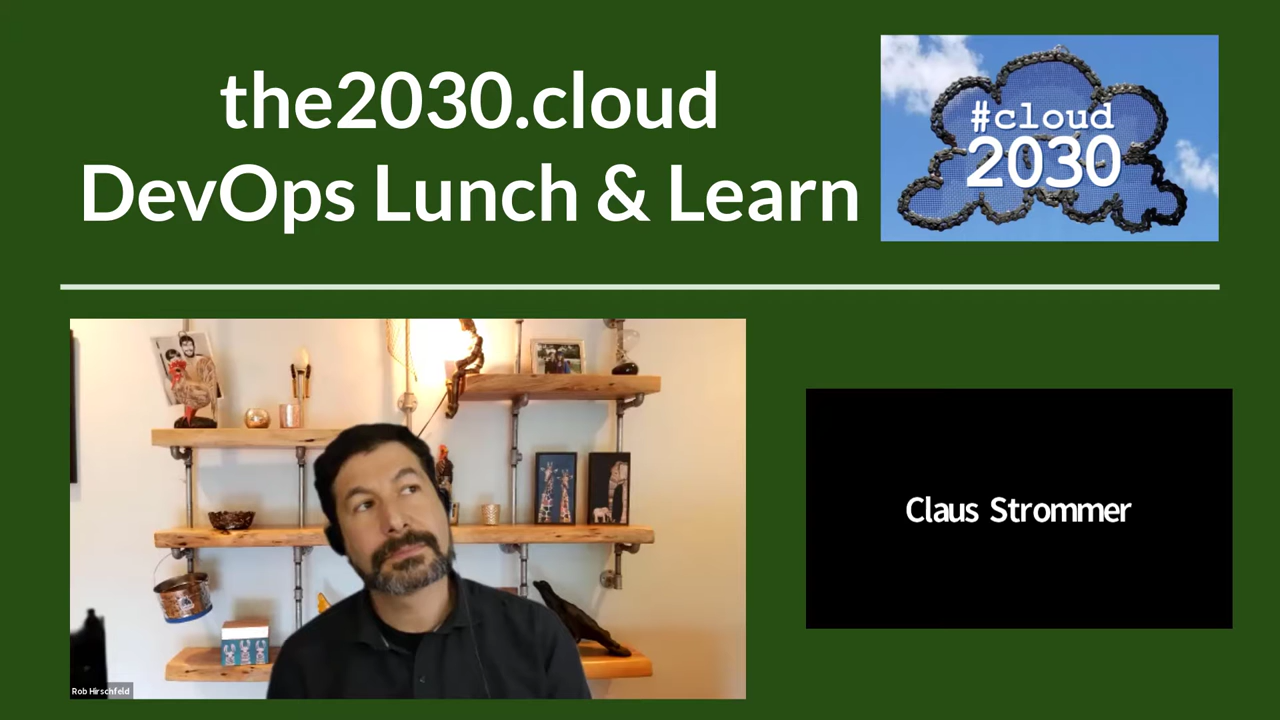 the2030.cloud
DevOps Lunch & Learn
#cloud
2030
Claus Strommer
Rob Hirschfeld